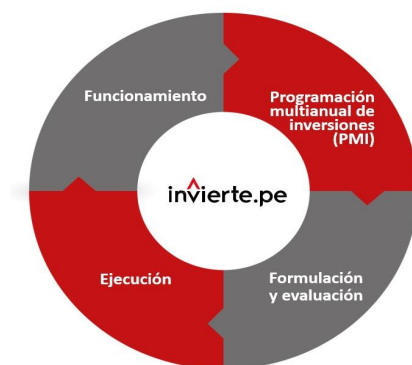 Funcionamiento
Programación
multianual de
inversiones
(PMI)
invierte.pe
Ejecución
Formulación
y evaluación